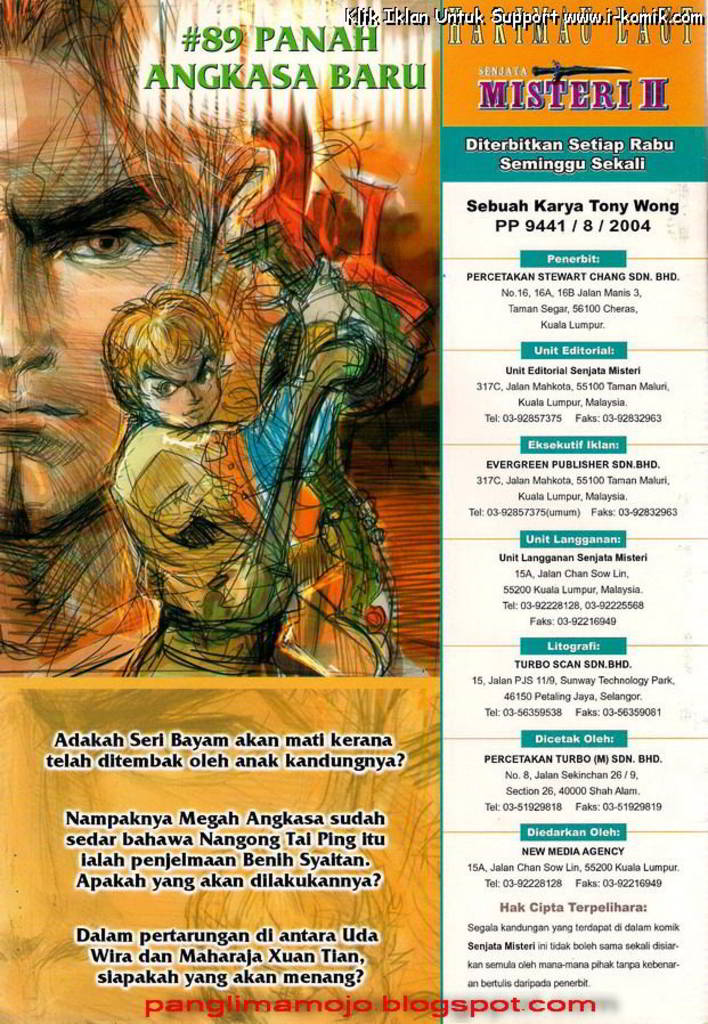 Klik Iklan Untuk Support www.i-komik.com
#89 PANAH
ANGKASA BARU
HARIMAU LAUT
SENJATA
MISTERI II
Diterbitkan Setiap Rabu
Seminggu Sekali
Sebuah Karya Tony Wong
PP 9441 / 8 / 2004
Penerbit:
PERCETAKAN STEWART CHANG SDN. BHD.
No.16, 16A, 16B Jalan Manis 3,
Taman Segar, 56100 Cheras,
Kuala Lumpur.
Unit Editorial:
Unit Editorial Senjata Misteri
317C, Jalan Mahkota, 55100 Taman Maluri,
Kuala Lumpur, Malaysia.
Tel: 03-92857375 Faks: 03-92832963
Eksekutif Iklan:
EVERGREEN PUBLISHER SDN.BHD.
317C, Jalan Mahkota, 55100 Taman Maluri,
Kuala Lumpur, Malaysia.
Tel: 03-92857375(umum) Faks: 03-92832963
Unit Langganan:
Unit Langganan Senjata Misteri
15A, Jalan Chan Sow Lin,
55200 Kuala Lumpur, Malaysia.
Tel: 03-92228128, 03-92225568
Faks: 03-92216949
Litografi:
TURBO SCAN SDN.BHD.
15, Jalan PJS 11/9, Sunway Technology Park,
46150 Petaling Jaya, Selangor.
Tel: 03-56359538 Faks: 03-56359081
Dicetak Oleh:
PERCETAKAN TURBO (M) SDN. BHD.
No. 8, Jalan Sekinchan 26 / 9,
Section 26, 40000 Shah Alam.
Tel: 03-51929818 Faks: 03-51929819
Diedarkan Oleh:
NEW MEDIA AGENCY
15A, Jalan Chan Sow Lin, 55200 Kuala Lumpur.
Tel: 03-92228128 Faks: 03-92216949
Hak Cipta Terpelihara:
Segala kandungan yang terdapat di dalam komik
Senjata Misteri ini tidak boleh sama sekali disiar-
kan semula oleh mana-mana pihak tanpa kebenar-
an bertulis daripada penerbit.
Adakah Seri Bayam akan mati kerana
telah ditembak oleh anak kandungnya?
Nampaknya Megah Angkasa sudah
sedar bahawa Nangong Tai Ping itu
ialah penjelmaan Benih Syaitan.
Apakah yang akan dilakukannya?
Dalam pertarungan di antara Uda
Wira dan Maharaja Xuan Tian,
siapakah yang akan menang?
panglimamojo.blogspot.com